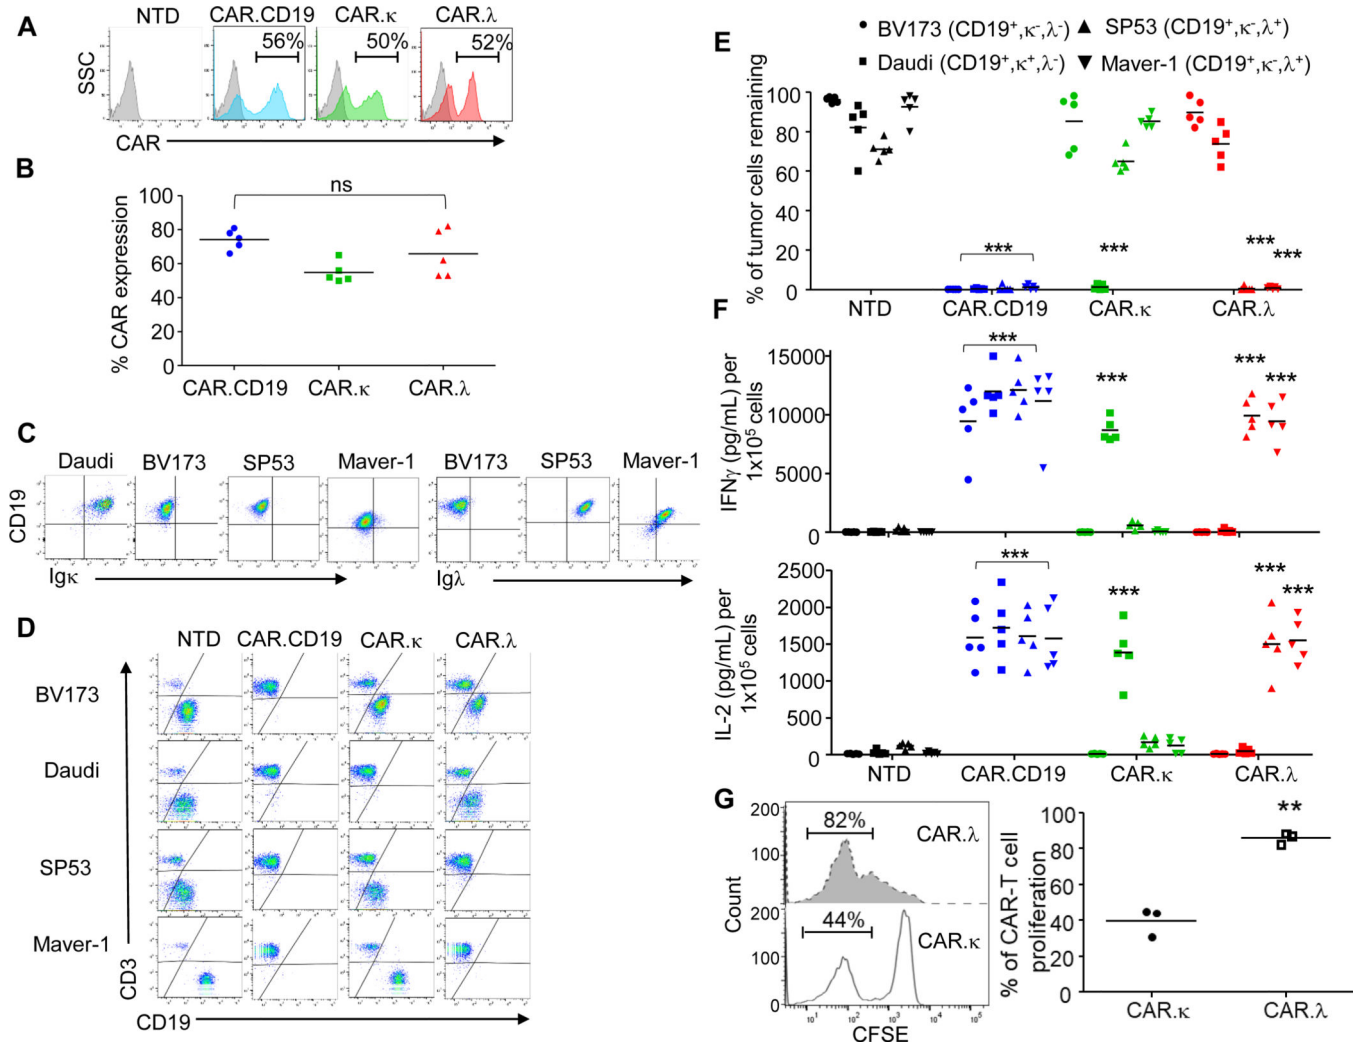 A
NTD
CAR.CD19
CAR.κ
CAR.λ
56%
50%
52%
SSC
CAR
B
ns
% CAR expression
100
80
60
40
20
0
CAR.CD19
CAR.κ
CAR.λ
C
Daudi
BV173
SP53
Maver-1
BV173
SP53
Maver-1
CD19
Igκ
Igλ
D
NTD
CAR.CD19
CAR.κ
CAR.λ
BV173
Daudi
SP53
Maver-1
CD3
CD19
E
● BV173 (CD19⁺,κ⁻,λ⁻)
▲ SP53 (CD19⁺,κ⁻,λ⁺)
■ Daudi (CD19⁺,κ⁺,λ⁻)
▼ Maver-1 (CD19⁺,κ⁻,λ⁺)
% of tumor cells remaining
100
80
60
40
20
0
***
***
***
***
NTD
CAR.CD19
CAR.κ
CAR.λ
F
IFNγ (pg/mL) per
1x10⁵ cells
15000
10000
5000
0
***
***
***
***
IL-2 (pg/mL) per
1x10⁵ cells
2500
2000
1500
1000
500
0
***
***
***
***
NTD
CAR.CD19
CAR.κ
CAR.λ
G
Count
200
100
0
82%
CAR.λ
200
100
0
44%
CAR.κ
10¹
10²
10³
10⁴
10⁵
CFSE
% of CAR-T cell
proliferation
100
80
60
40
20
0
**
CAR.κ
CAR.λ